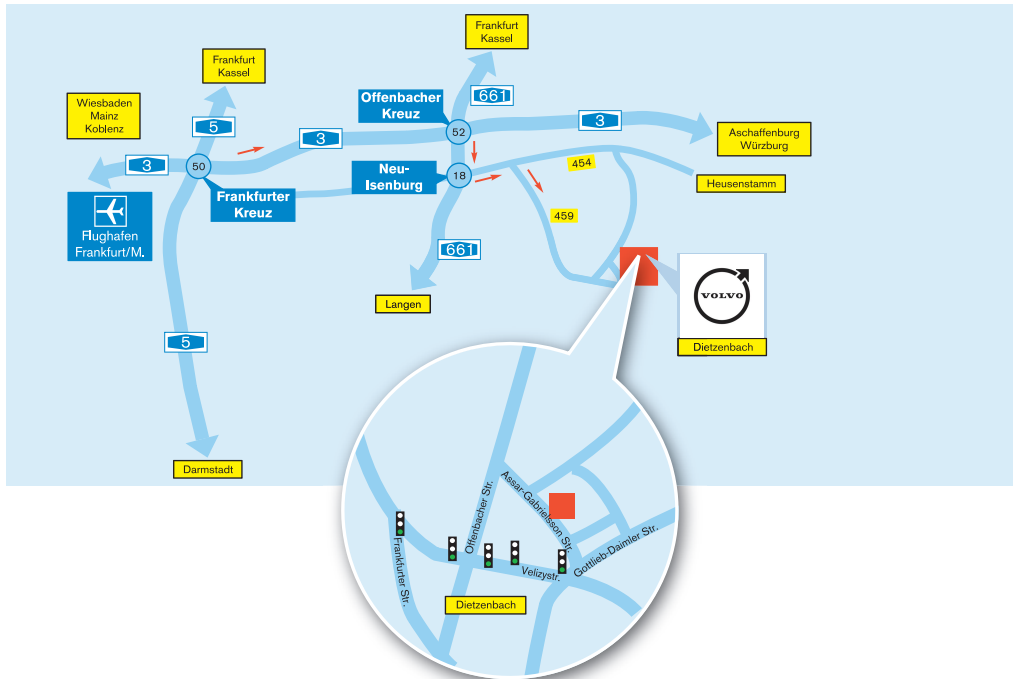 Frankfurt
Kassel
Frankfurt
Kassel
Wiesbaden
Mainz
Koblenz
Offenbacher
Kreuz
661
5
3
3
52
3
Aschaffenburg
Würzburg
50
Neu-
Isenburg
18
454
Heusenstamm
Frankfurter
Kreuz
Flughafen
Frankfurt/M.
459
661
Langen
VOLVO
Dietzenbach
5
Darmstadt
Assar-Gabrielsson Str.
Offenbacher Str.
Gottlieb-Daimler Str.
Frankfurter Str.
Velizystr.
Dietzenbach